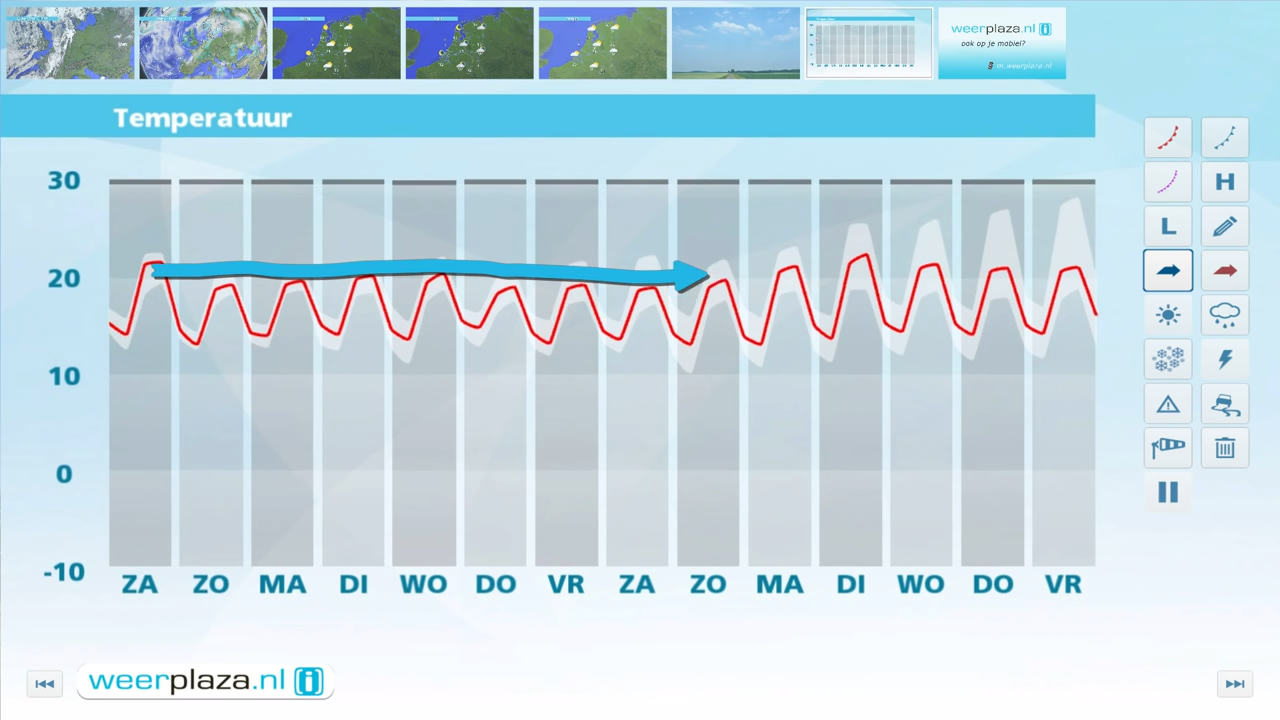 weerplaza.nl i
ook op je mobiel?
m.weerplaza.nl
Temperatuur
30
20
10
0
-10
H
L
ZA ZO MA DI WO DO VR ZA ZO MA DI WO DO VR
weerplaza.nl i